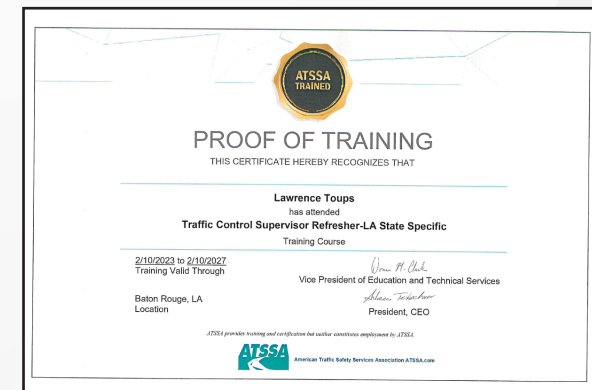 ATSSA
TRAINED
PROOF OF TRAINING
THIS CERTIFICATE HEREBY RECOGNIZES THAT
Lawrence Toups
has attended
Traffic Control Supervisor Refresher-LA State Specific
Training Course
2/10/2023 to 2/10/2027
Training Valid Through
Vice President of Education and Technical Services
Baton Rouge, LA
Location
President, CEO
ATSSA provides training and certification but neither constitutes employment by ATSSA.
ATSSA American Traffic Safety Services Association ATSSA.com